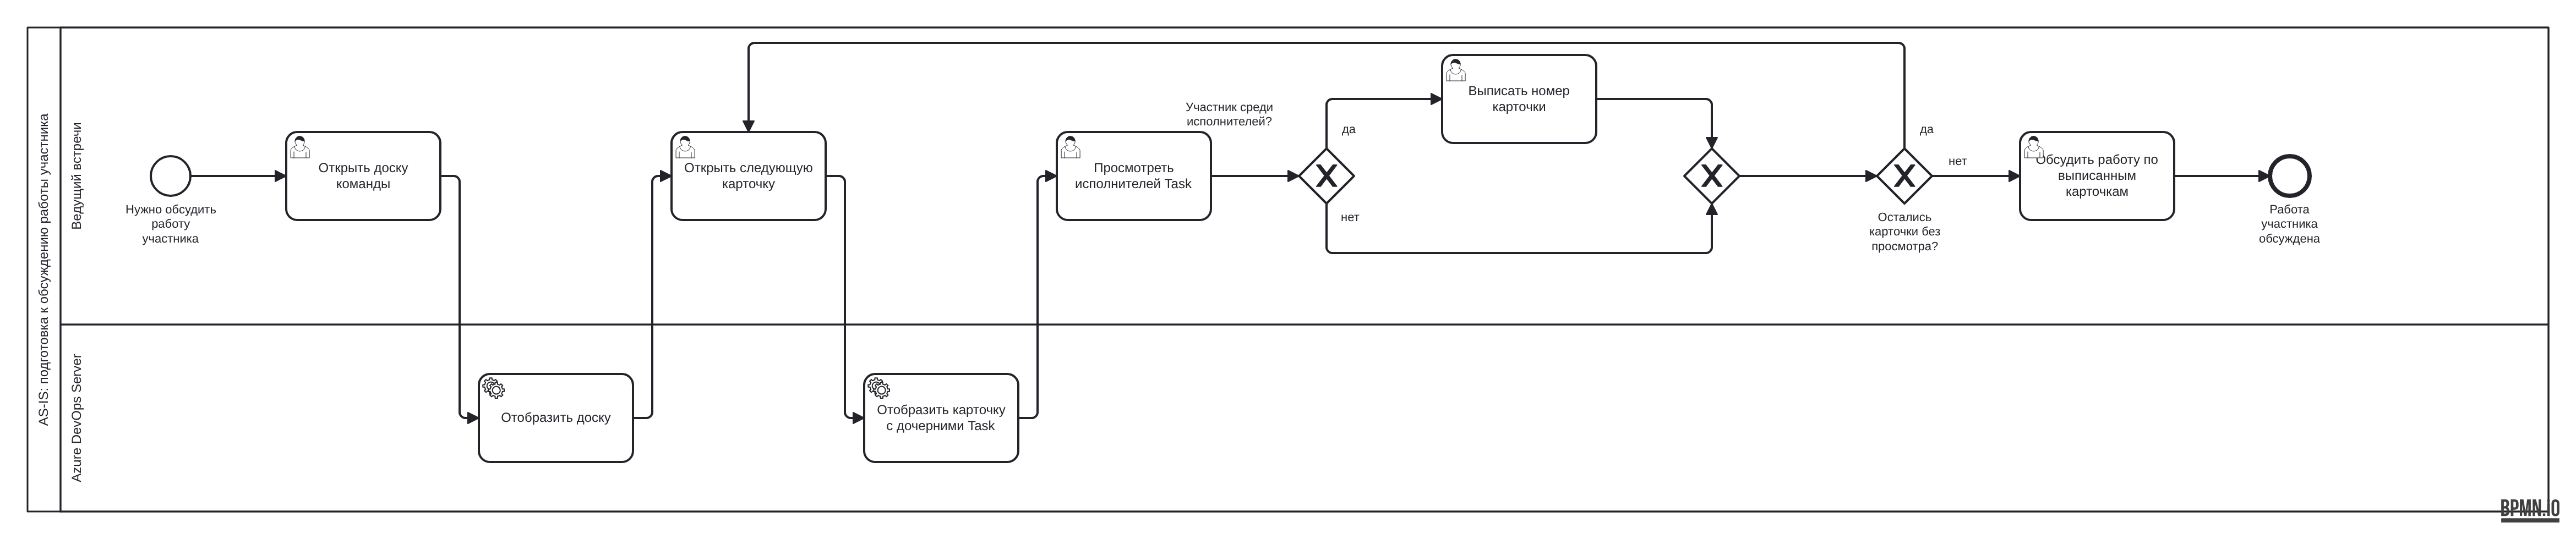 AS-IS: подготовка к обсуждению работы участника
Ведущий встречи
Нужно обсудить
работу
участника
Открыть доску
команды
Открыть следующую
карточку
Просмотреть
исполнителей Task
Участник среди
исполнителей?
да
нет
Выписать номер
карточки
Остались
карточки без
просмотра?
да
нет
Обсудить работу по
выписанным
карточкам
Работа
участника
обсуждена
Azure DevOps Server
Отобразить доску
Отобразить карточку
с дочерними Task
BPMN.IO